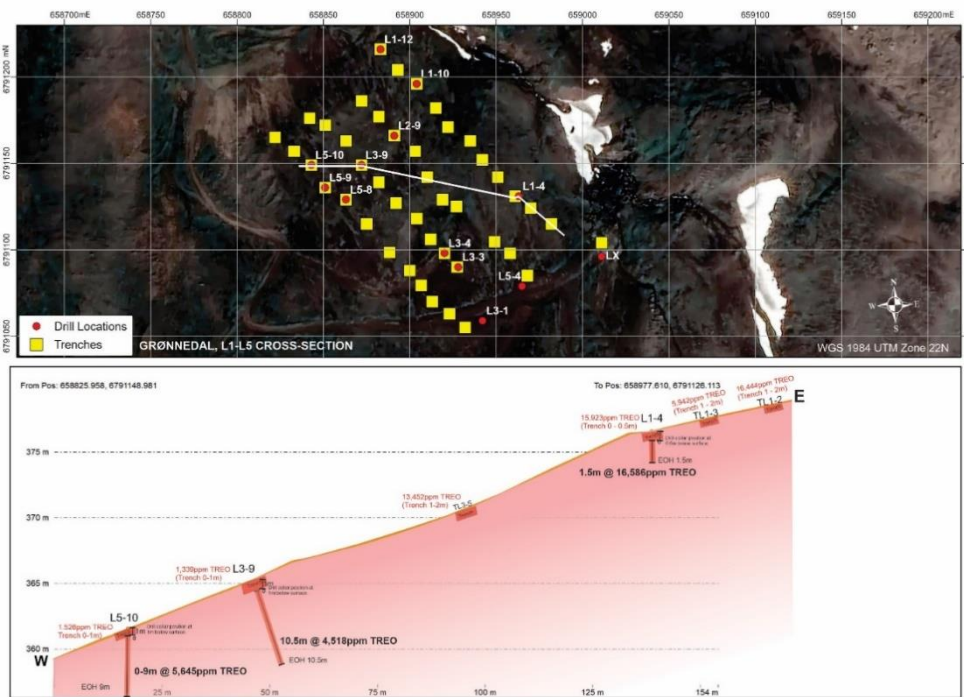 658700mE 658750 658800 658850 658900 658950 659000 659050 659100 659150 659200
6791200 mN
6791150
6791100
6791050
L1-12
L1-10
L2-9
L5-10
L3-9
L5-9
L5-8
L1-4
L3-4
L3-3
LX
L5-4
L3-1
N
W E
S
Drill Locations
Trenches
GRØNNEDAL, L1-L5 CROSS-SECTION
WGS 1984 UTM Zone 22N
From Pos: 658825.958, 6791148.981
To Pos: 658977.610, 6791126.113
16,444ppm TREO
(Trench 1 - 2m)
TL1-2
E
5,842ppm TREO
(Trench 1 - 2m)
TL1-3
15,923ppm TREO
(Trench 0 - 0.5m)
L1-4
EOH 1.5m
1.5m @ 16,586ppm TREO
375 m
13,452ppm TREO
(Trench 1-2m)
370 m
1,339ppm TREO
(Trench 0-1m)
L3-9
365 m
10.5m @ 4,518ppm TREO
EOH 10.5m
L5-10
1,528ppm TREO
Trench 0-1m)
360 m
W
0-9m @ 5,645ppm TREO
EOH 9m
25 m 50 m 75 m 100 m 125 m 154 m